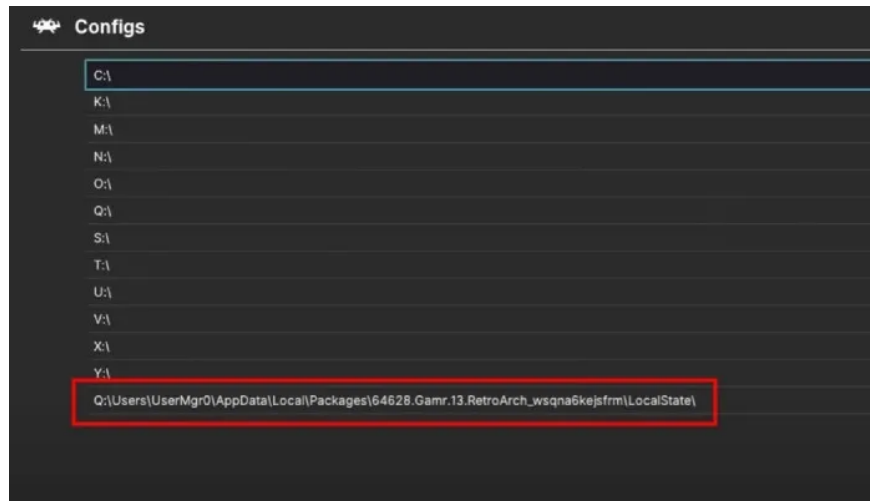 Configs
C:\
K:\
M:\
N:\
O:\
Q:\
S:\
T:\
U:\
V:\
X:\
Y:\
Q:\Users\UserMgr0\AppData\Local\Packages\64628.Gamr.13.RetroArch_wsqna6kejsfrm\LocalState\